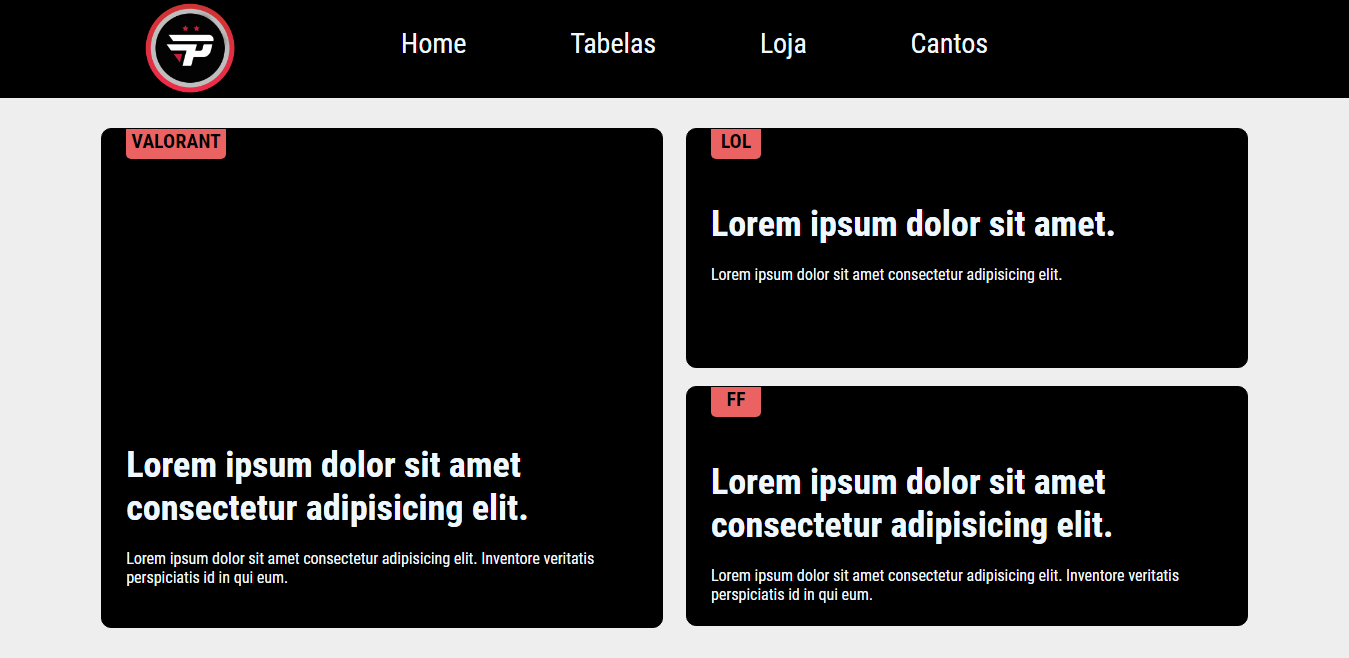 Home Tabelas Loja Cantos
VALORANT
Lorem ipsum dolor sit amet
consectetur adipisicing elit.
Lorem ipsum dolor sit amet consectetur adipisicing elit. Inventore veritatis
perspiciatis id in qui eum.
LOL
Lorem ipsum dolor sit amet.
Lorem ipsum dolor sit amet consectetur adipisicing elit.
FF
Lorem ipsum dolor sit amet
consectetur adipisicing elit.
Lorem ipsum dolor sit amet consectetur adipisicing elit. Inventore veritatis
perspiciatis id in qui eum.